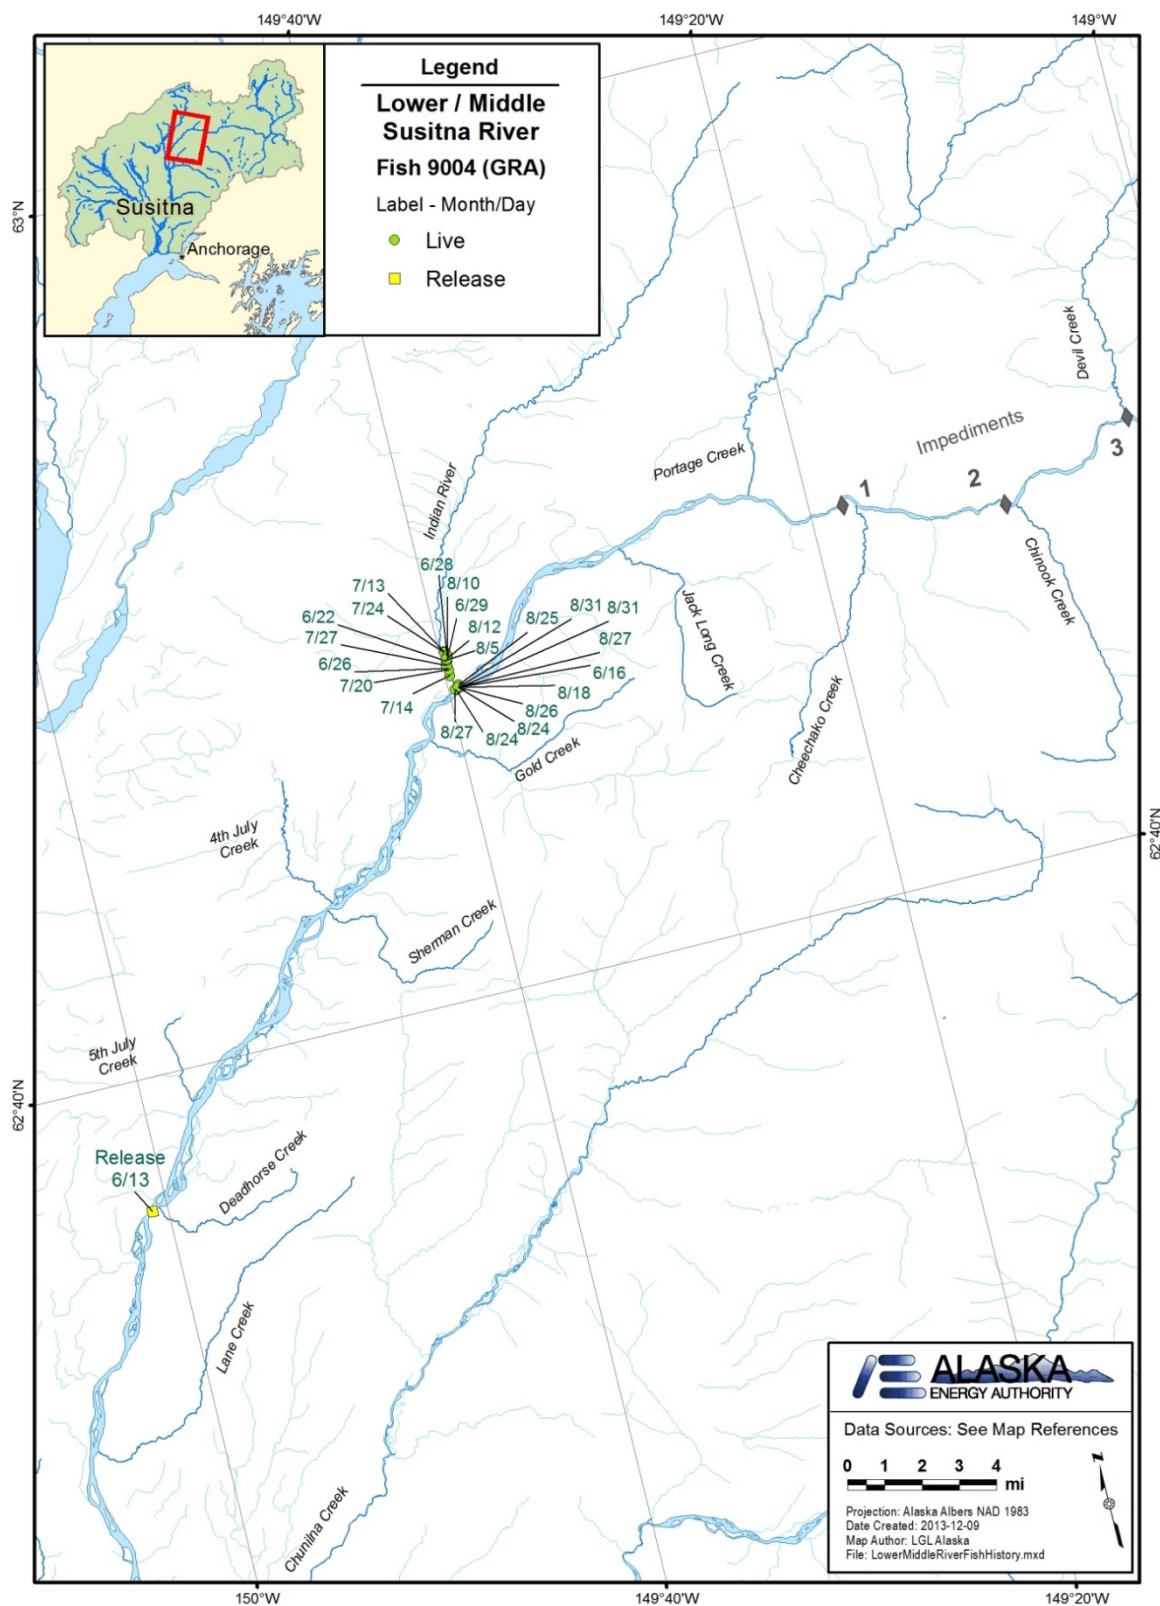 149°40'W
149°20'W
149°W
Legend
Lower / Middle
Susitna River
Fish 9004 (GRA)
Label - Month/Day
Live
Release
Susitna
Anchorage
63°N
Devil Creek
Impediments
3
2
1
Portage Creek
Indian River
Chinook Creek
Jack Long Creek
Cheechako Creek
6/28
7/13
8/10
7/24
6/29
8/25
8/31
8/31
6/22
8/12
7/27
8/5
8/27
6/26
6/16
7/20
8/18
7/14
8/26
8/27
8/24
8/24
Gold Creek
4th July
Creek
62°40'N
Sherman Creek
5th July
Creek
62°40'N
Release
6/13
Deadhorse Creek
Lane Creek
Chunilna Creek
ALASKA
ENERGY AUTHORITY
Data Sources: See Map References
0 1 2 3 4
mi
Projection: Alaska Albers NAD 1983
Date Created: 2013-12-09
Map Author: LGL Alaska
File: LowerMiddleRiverFishHistory.mxd
Z
150°W
149°40'W
149°20'W